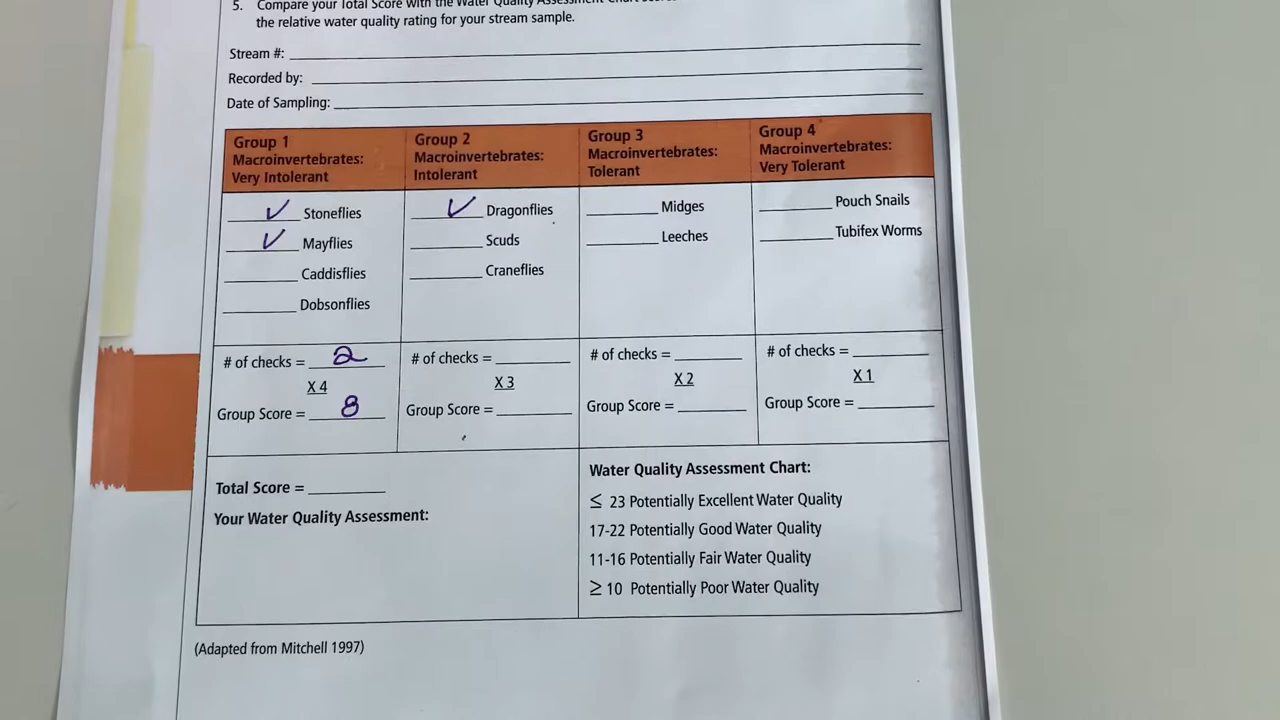 5. Compare your Total Score with the Water Quality Assessment Chart
the relative water quality rating for your stream sample.
Stream #:
Recorded by:
Date of Sampling:
Group 1
Macroinvertebrates:
Very Intolerant
Group 2
Macroinvertebrates:
Intolerant
Group 3
Macroinvertebrates:
Tolerant
Group 4
Macroinvertebrates:
Very Tolerant
✓ Stoneflies
✓ Mayflies
Caddisflies
Dobsonflies
✓ Dragonflies
Scuds
Craneflies
Midges
Leeches
Pouch Snails
Tubifex Worms
# of checks = 2
X 4
Group Score = 8
# of checks =
X 3
Group Score =
# of checks =
X 2
Group Score =
# of checks =
X 1
Group Score =
Total Score =
Your Water Quality Assessment:
Water Quality Assessment Chart:
≤ 23 Potentially Excellent Water Quality
17-22 Potentially Good Water Quality
11-16 Potentially Fair Water Quality
≥ 10 Potentially Poor Water Quality
(Adapted from Mitchell 1997)